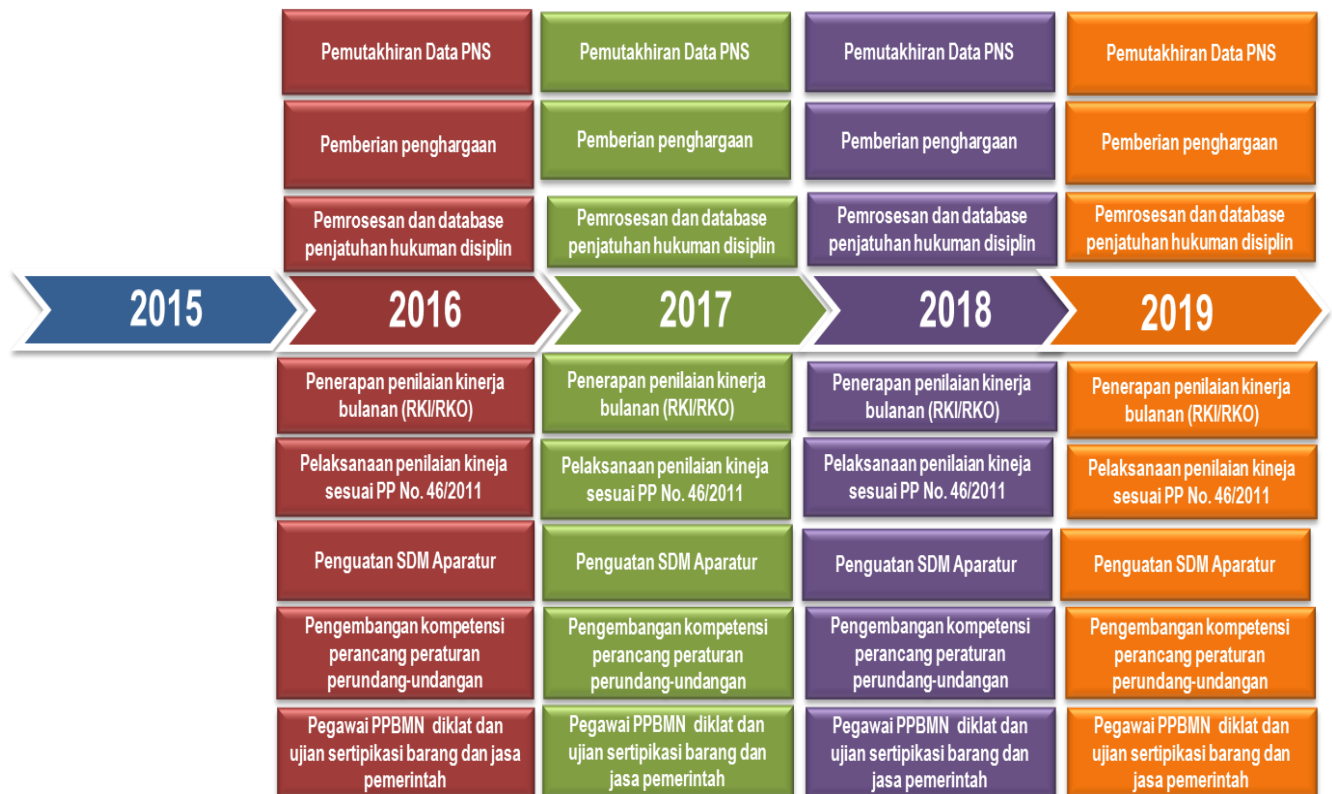 Pemutakhiran Data PNS
Pemutakhiran Data PNS
Pemutakhiran Data PNS
Pemutakhiran Data PNS
Pemberian penghargaan
Pemberian penghargaan
Pemberian penghargaan
Pemberian penghargaan
Pemrosesan dan database
penjatuhan hukuman disiplin
Pemrosesan dan database
penjatuhan hukuman disiplin
Pemrosesan dan database
penjatuhan hukuman disiplin
Pemrosesan dan database
penjatuhan hukuman disiplin
2015
2016
2017
2018
2019
Penerapan penilaian kinerja
bulanan (RKI/RKO)
Penerapan penilaian kinerja
bulanan (RKI/RKO)
Penerapan penilaian kinerja
bulanan (RKI/RKO)
Penerapan penilaian kinerja
bulanan (RKI/RKO)
Pelaksanaan penilaian kineja
sesuai PP No. 46/2011
Pelaksanaan penilaian kineja
sesuai PP No. 46/2011
Pelaksanaan penilaian kineja
sesuai PP No. 46/2011
Pelaksanaan penilaian kineja
sesuai PP No. 46/2011
Penguatan SDM Aparatur
Penguatan SDM Aparatur
Penguatan SDM Aparatur
Penguatan SDM Aparatur
Pengembangan kompetensi
perancang peraturan
perundang-undangan
Pengembangan kompetensi
perancang peraturan
perundang-undangan
Pengembangan kompetensi
perancang peraturan
perundang-undangan
Pengembangan kompetensi
perancang peraturan
perundang-undangan
Pegawai PPBMN diklat dan
ujian sertipikasi barang dan jasa
pemerintah
Pegawai PPBMN diklat dan
ujian sertipikasi barang dan
jasa pemerintah
Pegawai PPBMN diklat dan
ujian sertipikasi barang dan
jasa pemerintah
Pegawai PPBMN diklat dan
ujian sertipikasi barang dan
jasa pemerintah